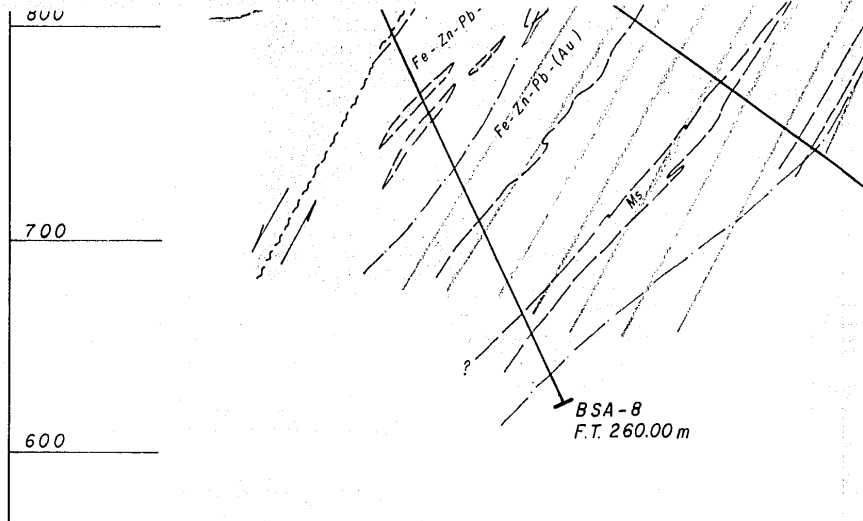 800
Fe-Zn-Pb-
Fe-Zn-Pb-(Au)
Ms
700
?
BSA-8
F.T. 260.00 m
600